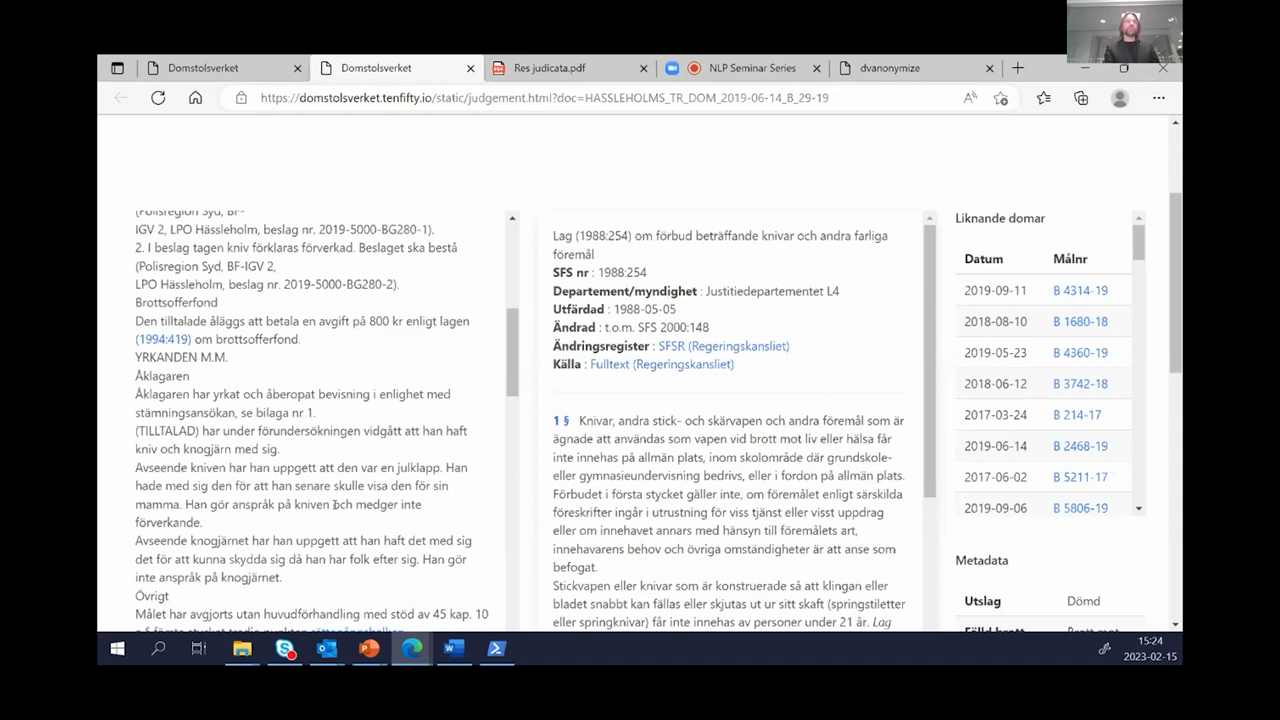 Domstolsverket
Domstolsverket
Res judicata.pdf
NLP Seminar Series
dvanonymize
https://domstolsverket.tenfifty.io/static/judgement.html?doc=HASSLEHOLMS_TR_DOM_2019-06-14_B_29-19
(Polisregion Syd, BF-
IGV 2, LPO Hässleholm, beslag nr. 2019-5000-BG280-1).
2. I beslag tagen kniv förklaras förverkad. Beslaget ska bestå
(Polisregion Syd, BF-IGV 2,
LPO Hässleholm, beslag nr. 2019-5000-BG280-2).
Brottsofferfond
Den tilltalade åläggs att betala en avgift på 800 kr enligt lagen
(1994:419) om brottsofferfond.
YRKANDEN M.M.
Åklagaren
Åklagaren har yrkat och åberopat bevisning i enlighet med
stämningsansökan, se bilaga nr 1.
(TILLTALAD) har under förundersökningen vidgått att han haft
kniv och knogjärn med sig.
Avseende kniven har han uppgett att den var en julklapp. Han
hade med sig den för att han senare skulle visa den för sin
mamma. Han gör anspråk på kniven och medger inte
förverkande.
Avseende knogjärnet har han uppgett att han haft det med sig
det för att kunna skydda sig då han har folk efter sig. Han gör
inte anspråk på knogjärnet.
Övrigt
Målet har avgjorts utan huvudförhandling med stöd av 45 kap. 10
Lag (1988:254) om förbud beträffande knivar och andra farliga
föremål
SFS nr : 1988:254
Departement/myndighet : Justitiedepartementet L4
Utfärdad : 1988-05-05
Ändrad : t.o.m. SFS 2000:148
Ändringsregister : SFSR (Regeringskansliet)
Källa : Fulltext (Regeringskansliet)
1 § Knivar, andra stick- och skärvapen och andra föremål som är
ägnade att användas som vapen vid brott mot liv eller hälsa får
inte innehas på allmän plats, inom skolområde där grundskole-
eller gymnasieundervisning bedrivs, eller i fordon på allmän plats.
Förbudet i första stycket gäller inte, om föremålet enligt särskilda
föreskrifter ingår i utrustning för viss tjänst eller visst uppdrag
eller om innehavet annars med hänsyn till föremålets art,
innehavarens behov och övriga omständigheter är att anse som
befogat.
Stickvapen eller knivar som är konstruerade så att klingan eller
bladet snabbt kan fällas eller skjutas ut ur sitt skaft (springstiletter
eller springknivar) får inte innehas av personer under 21 år. Lag
Liknande domar
Datum Målnr
2019-09-11 B 4314-19
2018-08-10 B 1680-18
2019-05-23 B 4360-19
2018-06-12 B 3742-18
2017-03-24 B 214-17
2019-06-14 B 2468-19
2017-06-02 B 5211-17
2019-09-06 B 5806-19
Metadata
Utslag Dömd
15:24
2023-02-15